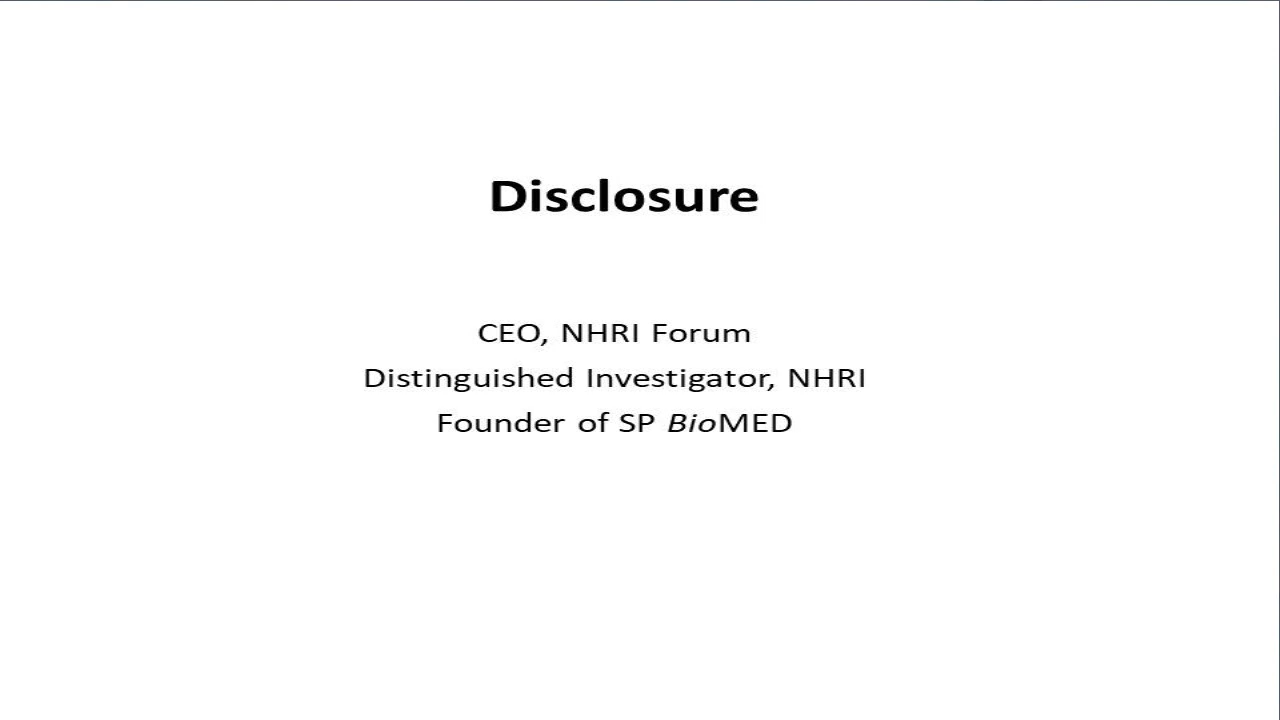 Disclosure
CEO, NHRI Forum
Distinguished Investigator, NHRI
Founder of SP BioMED